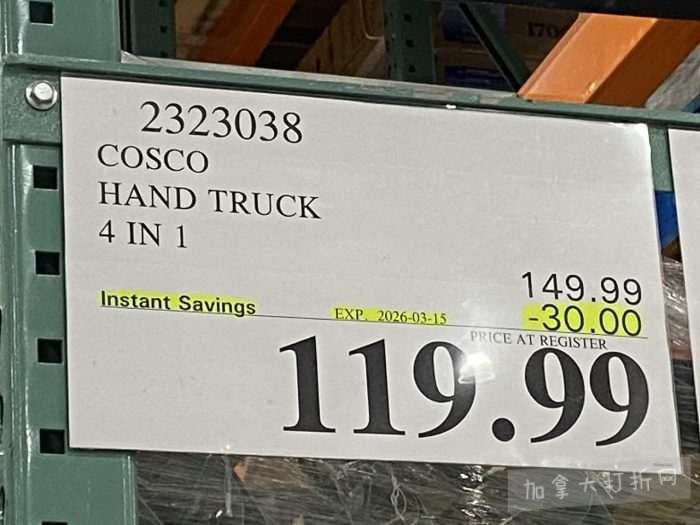 2323038
COSCO
HAND TRUCK
4 IN 1
149.99
Instant Savings EXP. 2026-03-15 -30.00
PRICE AT REGISTER
119.99
加拿大打折网